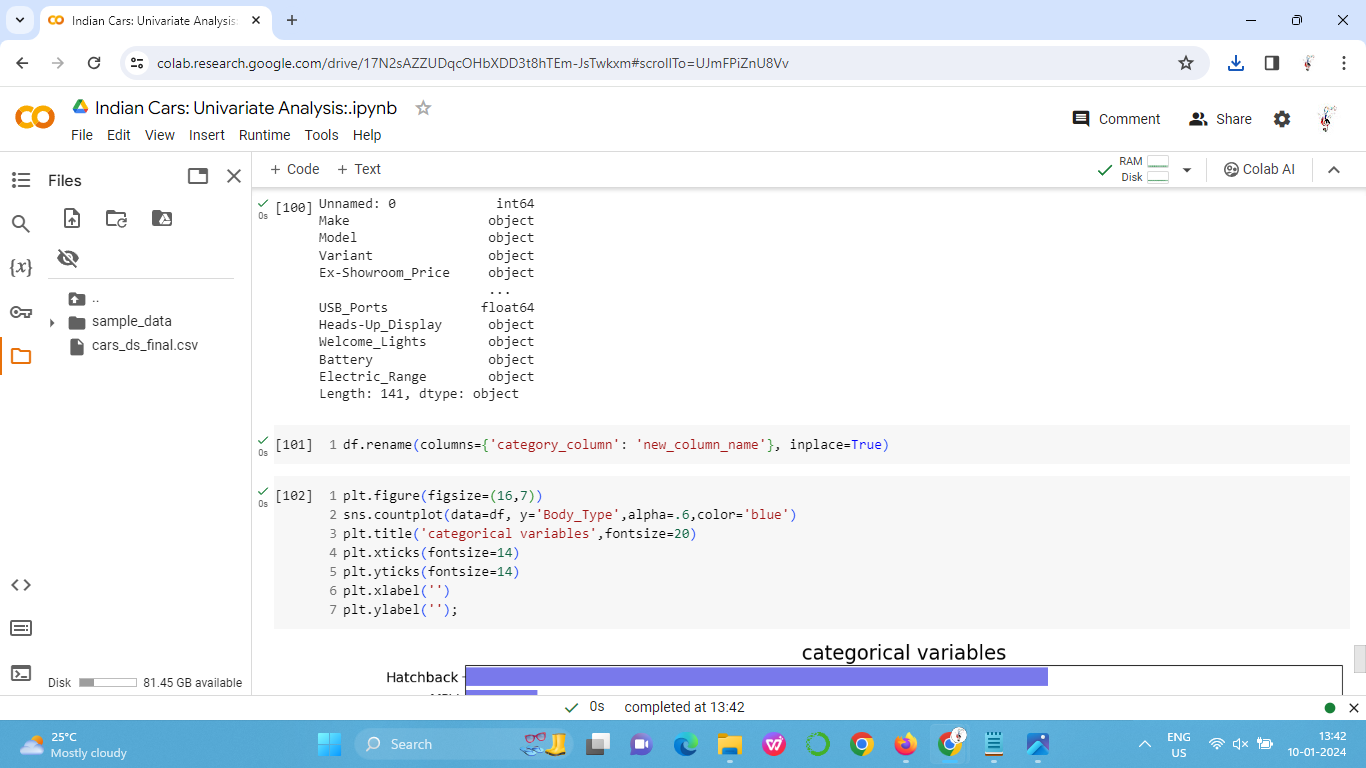 Indian Cars: Univariate Analysis
colab.research.google.com/drive/17N2sAZZUDqcOHbXDD3t8hTEm-JsTwkxm#scrollTo=UJmFPiZnU8Vv
Indian Cars: Univariate Analysis:.ipynb
File Edit View Insert Runtime Tools Help
Comment Share
Files
+ Code + Text
RAM
Disk
Colab AI
..
sample_data
cars_ds_final.csv
{x}
Disk 81.45 GB available
0s
[100] Unnamed: 0 int64
Make object
Model object
Variant object
Ex-Showroom_Price object
...
USB_Ports float64
Heads-Up_Display object
Welcome_Lights object
Battery object
Electric_Range object
Length: 141, dtype: object
0s
[101] 1 df.rename(columns={'category_column': 'new_column_name'}, inplace=True)
0s
[102] 1 plt.figure(figsize=(16,7))
2 sns.countplot(data=df, y='Body_Type',alpha=.6,color='blue')
3 plt.title('categorical variables',fontsize=20)
4 plt.xticks(fontsize=14)
5 plt.yticks(fontsize=14)
6 plt.xlabel('')
7 plt.ylabel('');
categorical variables
Hatchback
0s completed at 13:42
25°C
Mostly cloudy
Search
ENG
US
13:42
10-01-2024